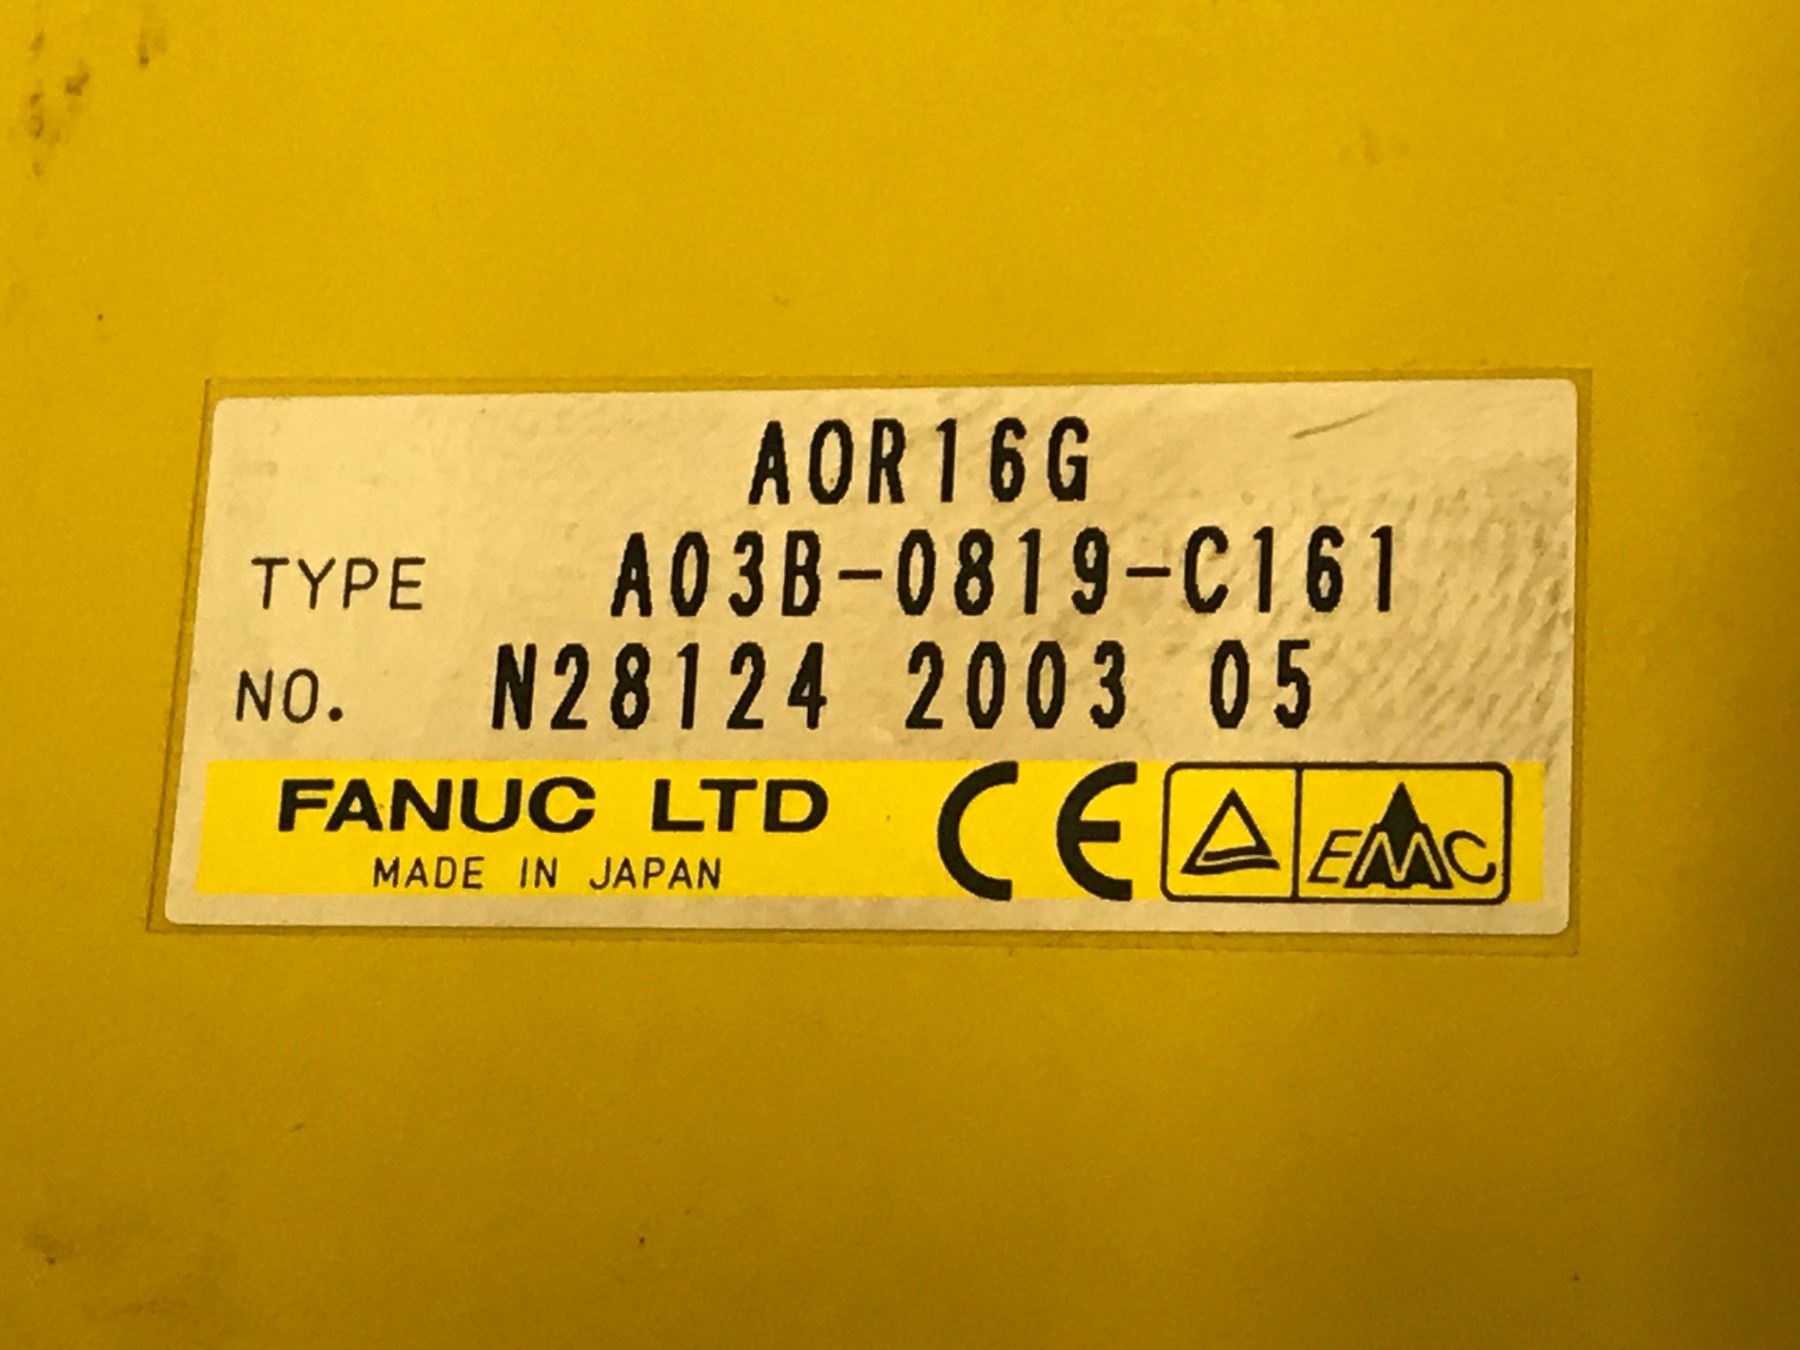 AOR16G
TYPE A03B-0819-C161
NO. N28124 2003 05
FANUC LTD CE EMC
MADE IN JAPAN